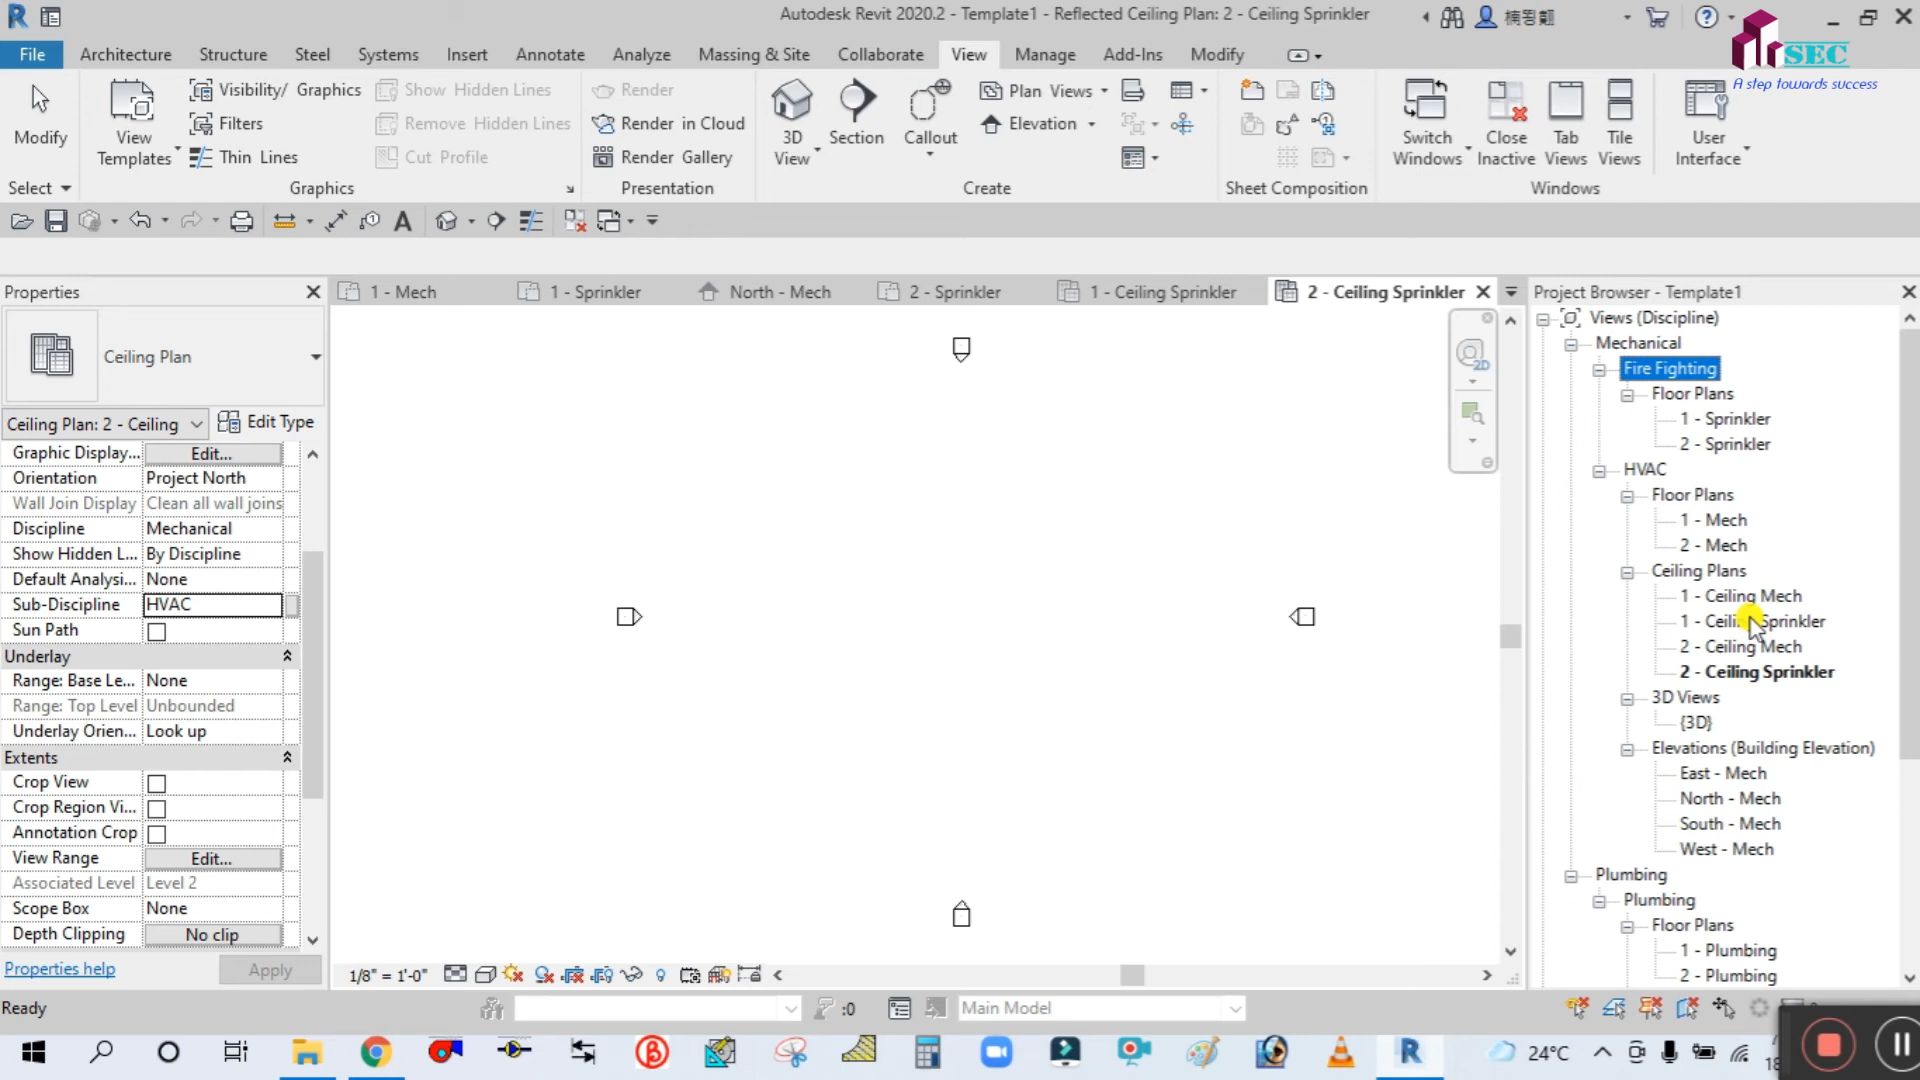 Autodesk Revit 2020.2 - Template1 - Reflected Ceiling Plan: 2 - Ceiling Sprinkler
SEC
A step towards success
File Architecture Structure Steel Systems Insert Annotate Analyze Massing & Site Collaborate View Manage Add-Ins Modify
Modify
View Templates
Visibility/ Graphics
Filters
Thin Lines
Show Hidden Lines
Remove Hidden Lines
Cut Profile
Render
Render in Cloud
Render Gallery
3D View
Section
Callout
Plan Views
Elevation
Switch Windows
Close Inactive
Tab Views
Tile Views
User Interface
Select Graphics Presentation Create Sheet Composition Windows
Properties
1 - Mech
1 - Sprinkler
North - Mech
2 - Sprinkler
1 - Ceiling Sprinkler
2 - Ceiling Sprinkler
Project Browser - Template1
Ceiling Plan
Ceiling Plan: 2 - Ceiling
Edit Type
Graphic Display... Edit...
Orientation Project North
Wall Join Display Clean all wall joins
Discipline Mechanical
Show Hidden L... By Discipline
Default Analysi... None
Sub-Discipline HVAC
Sun Path
Underlay
Range: Base Le... None
Range: Top Level Unbounded
Underlay Orien... Look up
Extents
Crop View
Crop Region Vi...
Annotation Crop
View Range Edit...
Associated Level Level 2
Scope Box None
Depth Clipping No clip
Properties help
Apply
2D
1/8" = 1'-0"
Views (Discipline)
Mechanical
Fire Fighting
Floor Plans
1 - Sprinkler
2 - Sprinkler
HVAC
Floor Plans
1 - Mech
2 - Mech
Ceiling Plans
1 - Ceiling Mech
1 - Ceiling Sprinkler
2 - Ceiling Mech
2 - Ceiling Sprinkler
3D Views
{3D}
Elevations (Building Elevation)
East - Mech
North - Mech
South - Mech
West - Mech
Plumbing
Plumbing
Floor Plans
1 - Plumbing
2 - Plumbing
Ready
:0
Main Model
24°C